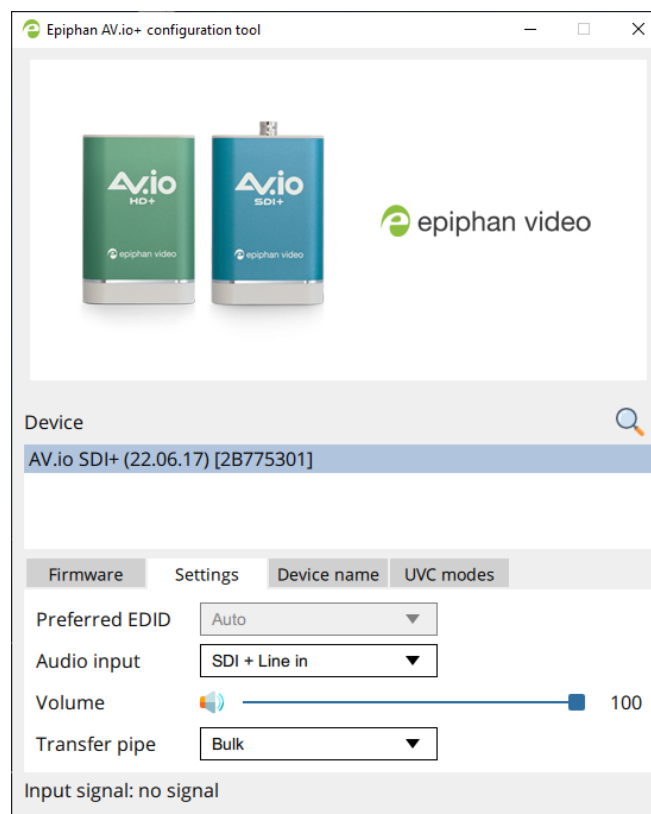 Epiphan AV.io+ configuration tool
AV.io AV.io
HD+ SDI+
epiphan video
epiphan video epiphan video
Device
AV.io SDI+ (22.06.17) [2B775301]
Firmware Settings Device name UVC modes
Preferred EDID Auto
Audio input SDI + Line in
Volume 100
Transfer pipe Bulk
Input signal: no signal